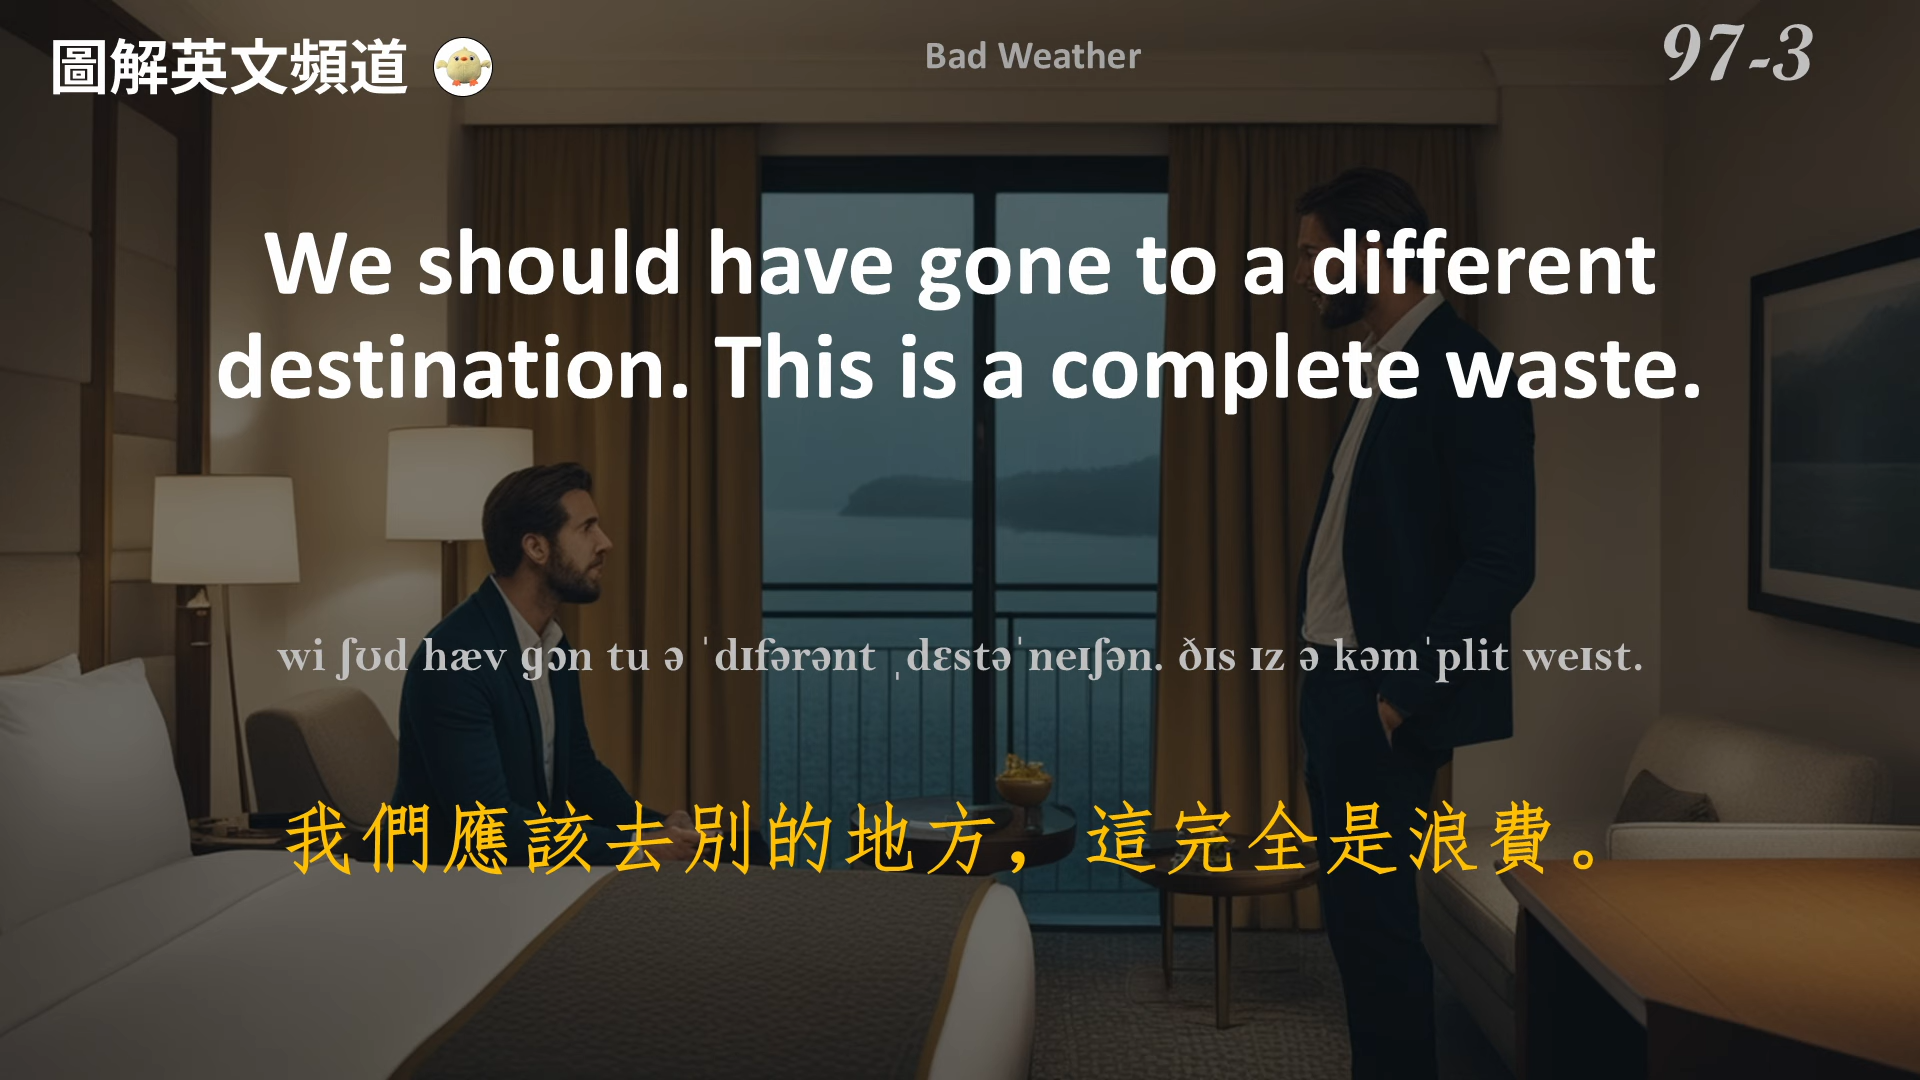 圖解英文頻道
Bad Weather
97-3
We should have gone to a different
destination. This is a complete waste.
wi ʃʊd hæv ɡɔn tu ə ˈdɪfərənt ˌdɛstəˈneɪʃən. ðɪs ɪz ə kəmˈplit weɪst.
我們應該去別的地方，這完全是浪費。